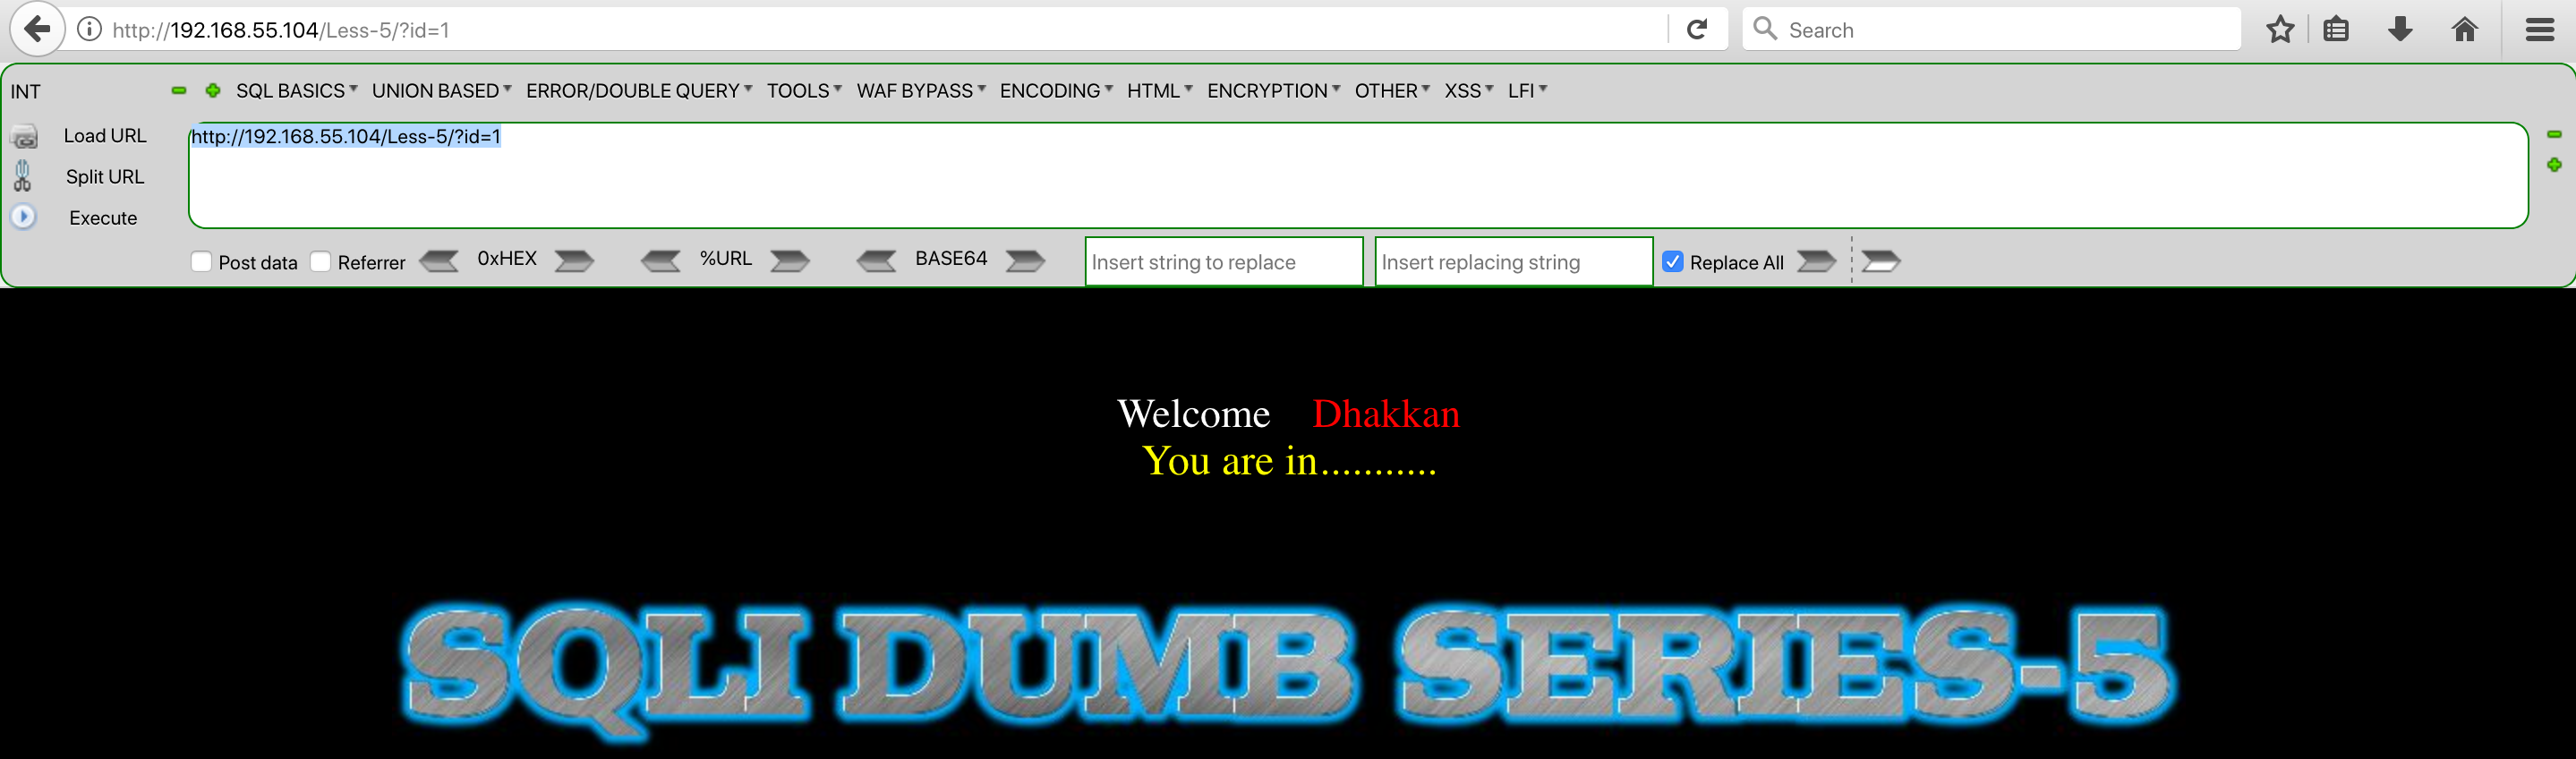 http://192.168.55.104/Less-5/?id=1
Search
INT
SQL BASICS UNION BASED ERROR/DOUBLE QUERY TOOLS WAF BYPASS ENCODING HTML ENCRYPTION OTHER XSS LFI
Load URL
http://192.168.55.104/Less-5/?id=1
Split URL
Execute
Post data Referrer 0xHEX %URL BASE64 Insert string to replace Insert replacing string Replace All
Welcome Dhakkan
You are in...........
SQLI DUMB SERIES-5